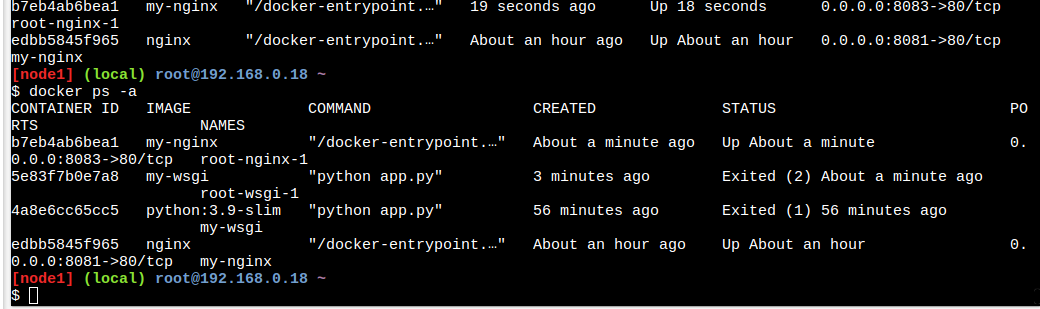 b7eb4ab6bea1   my-nginx   "/docker-entrypoint.…"   19 seconds ago      Up 18 seconds      0.0.0.0:8083->80/tcp
root-nginx-1
edbb5845f965   nginx      "/docker-entrypoint.…"   About an hour ago   Up About an hour   0.0.0.0:8081->80/tcp
my-nginx
[node1] (local) root@192.168.0.18 ~
$ docker ps -a
CONTAINER ID   IMAGE             COMMAND                  CREATED              STATUS                          PO
RTS                  NAMES
b7eb4ab6bea1   my-nginx          "/docker-entrypoint.…"   About a minute ago   Up About a minute               0.
0.0.0:8083->80/tcp   root-nginx-1
5e83f7b0e7a8   my-wsgi           "python app.py"          3 minutes ago        Exited (2) About a minute ago
                     root-wsgi-1
4a8e6cc65cc5   python:3.9-slim   "python app.py"          56 minutes ago       Exited (1) 56 minutes ago
                     my-wsgi
edbb5845f965   nginx             "/docker-entrypoint.…"   About an hour ago    Up About an hour                0.
0.0.0:8081->80/tcp   my-nginx
[node1] (local) root@192.168.0.18 ~
$